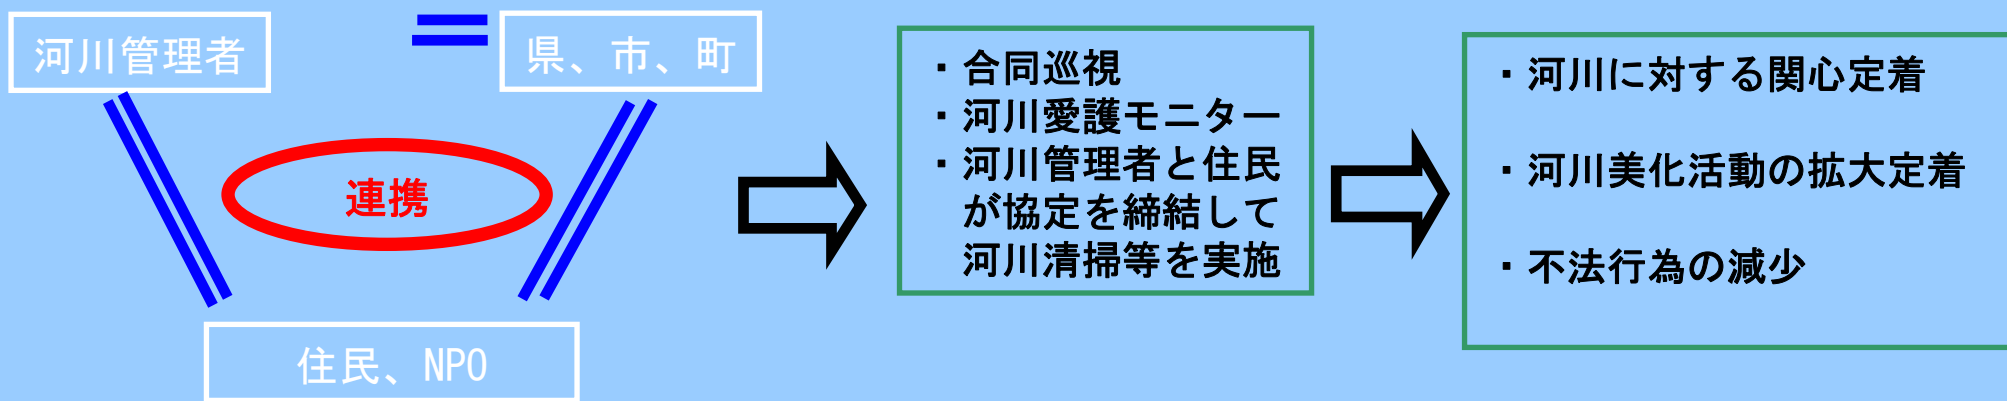 河川管理者
県、市、町
連携
住民、NPO
・合同巡視
・河川愛護モニター
・河川管理者と住民
が協定を締結して
河川清掃等を実施
・河川に対する関心定着
・河川美化活動の拡大定着
・不法行為の減少